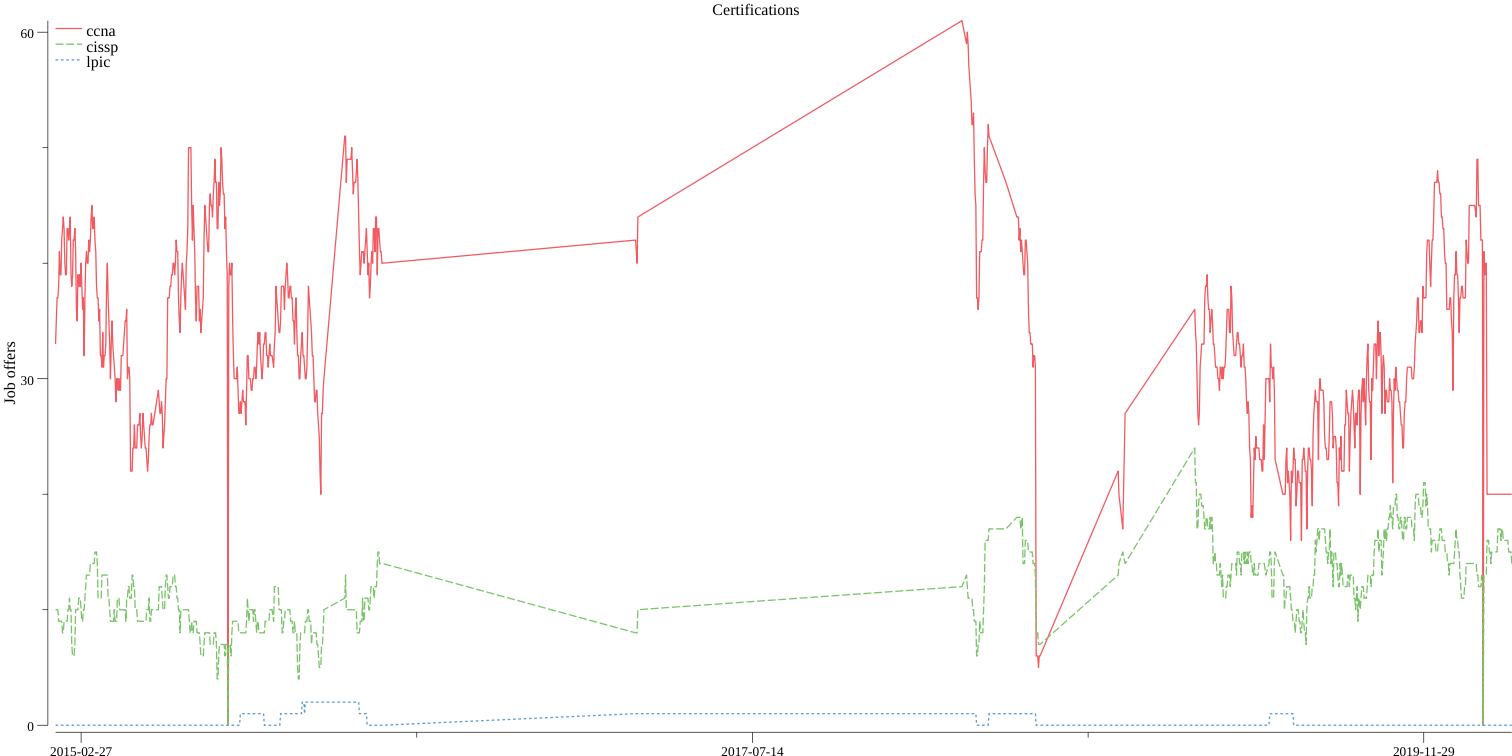 Certifications
ccna
cissp
lpic
Job offers
60
30
0
2015-02-27
2017-07-14
2019-11-29